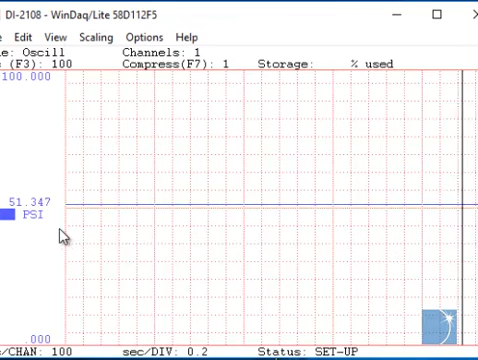 DI-2108 - WinDaq/Lite 58D112F5
Edit View Scaling Options Help
e: Oscill Channels: 1
(F3): 100 Compress(F7): 1 Storage: % used
100.000
51.347
PSI
000
s/CHAN: 100 sec/DIV: 0.2 Status: SET-UP